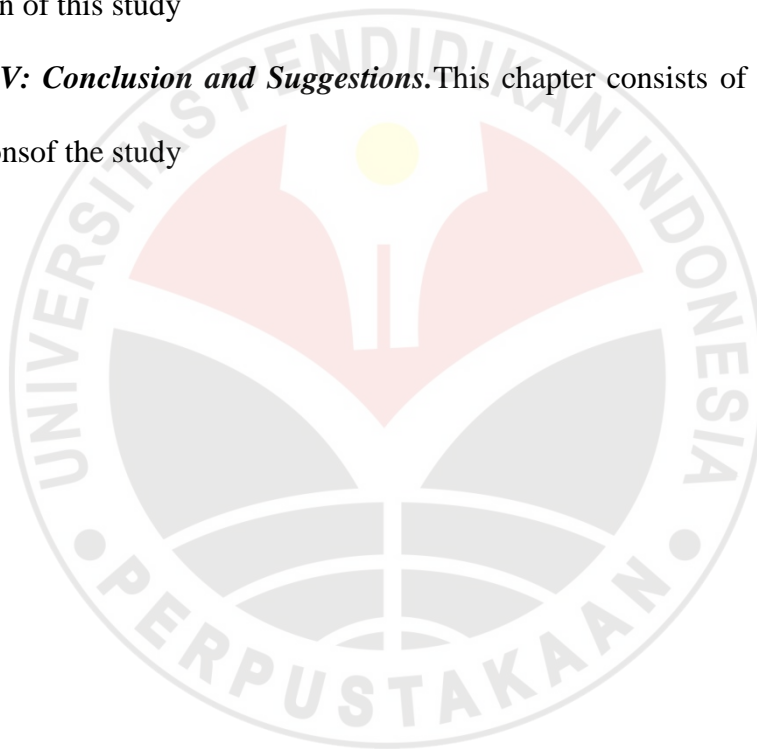 n of this study
V: Conclusion and Suggestions.This chapter consists of
onsof the study
UNIVERSITAS PENDIDIKAN INDONESIA
PERPUSTAKAAN